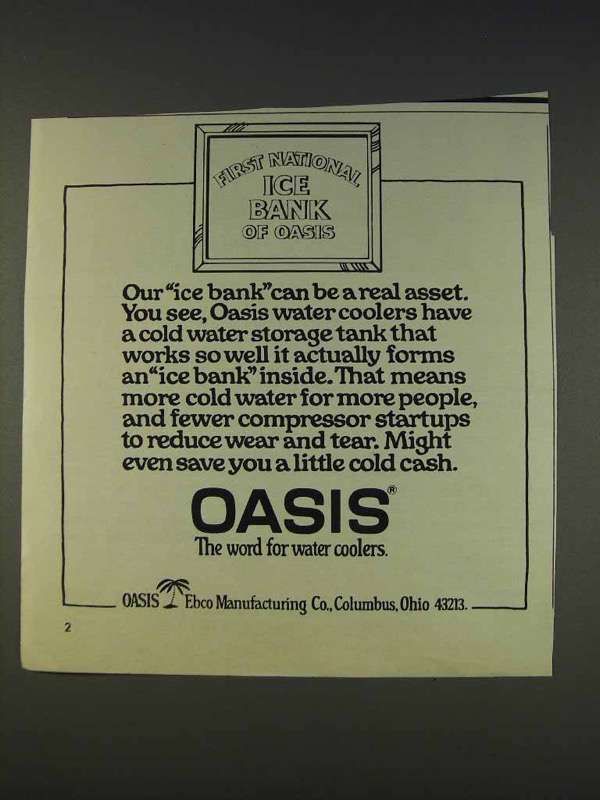 FIRST NATIONAL
ICE
BANK
OF OASIS
Our "ice bank" can be a real asset.
You see, Oasis water coolers have
a cold water storage tank that
works so well it actually forms
an "ice bank" inside. That means
more cold water for more people,
and fewer compressor startups
to reduce wear and tear. Might
even save you a little cold cash.
OASIS®
The word for water coolers.
OASIS Ebco Manufacturing Co., Columbus, Ohio 43213.
2